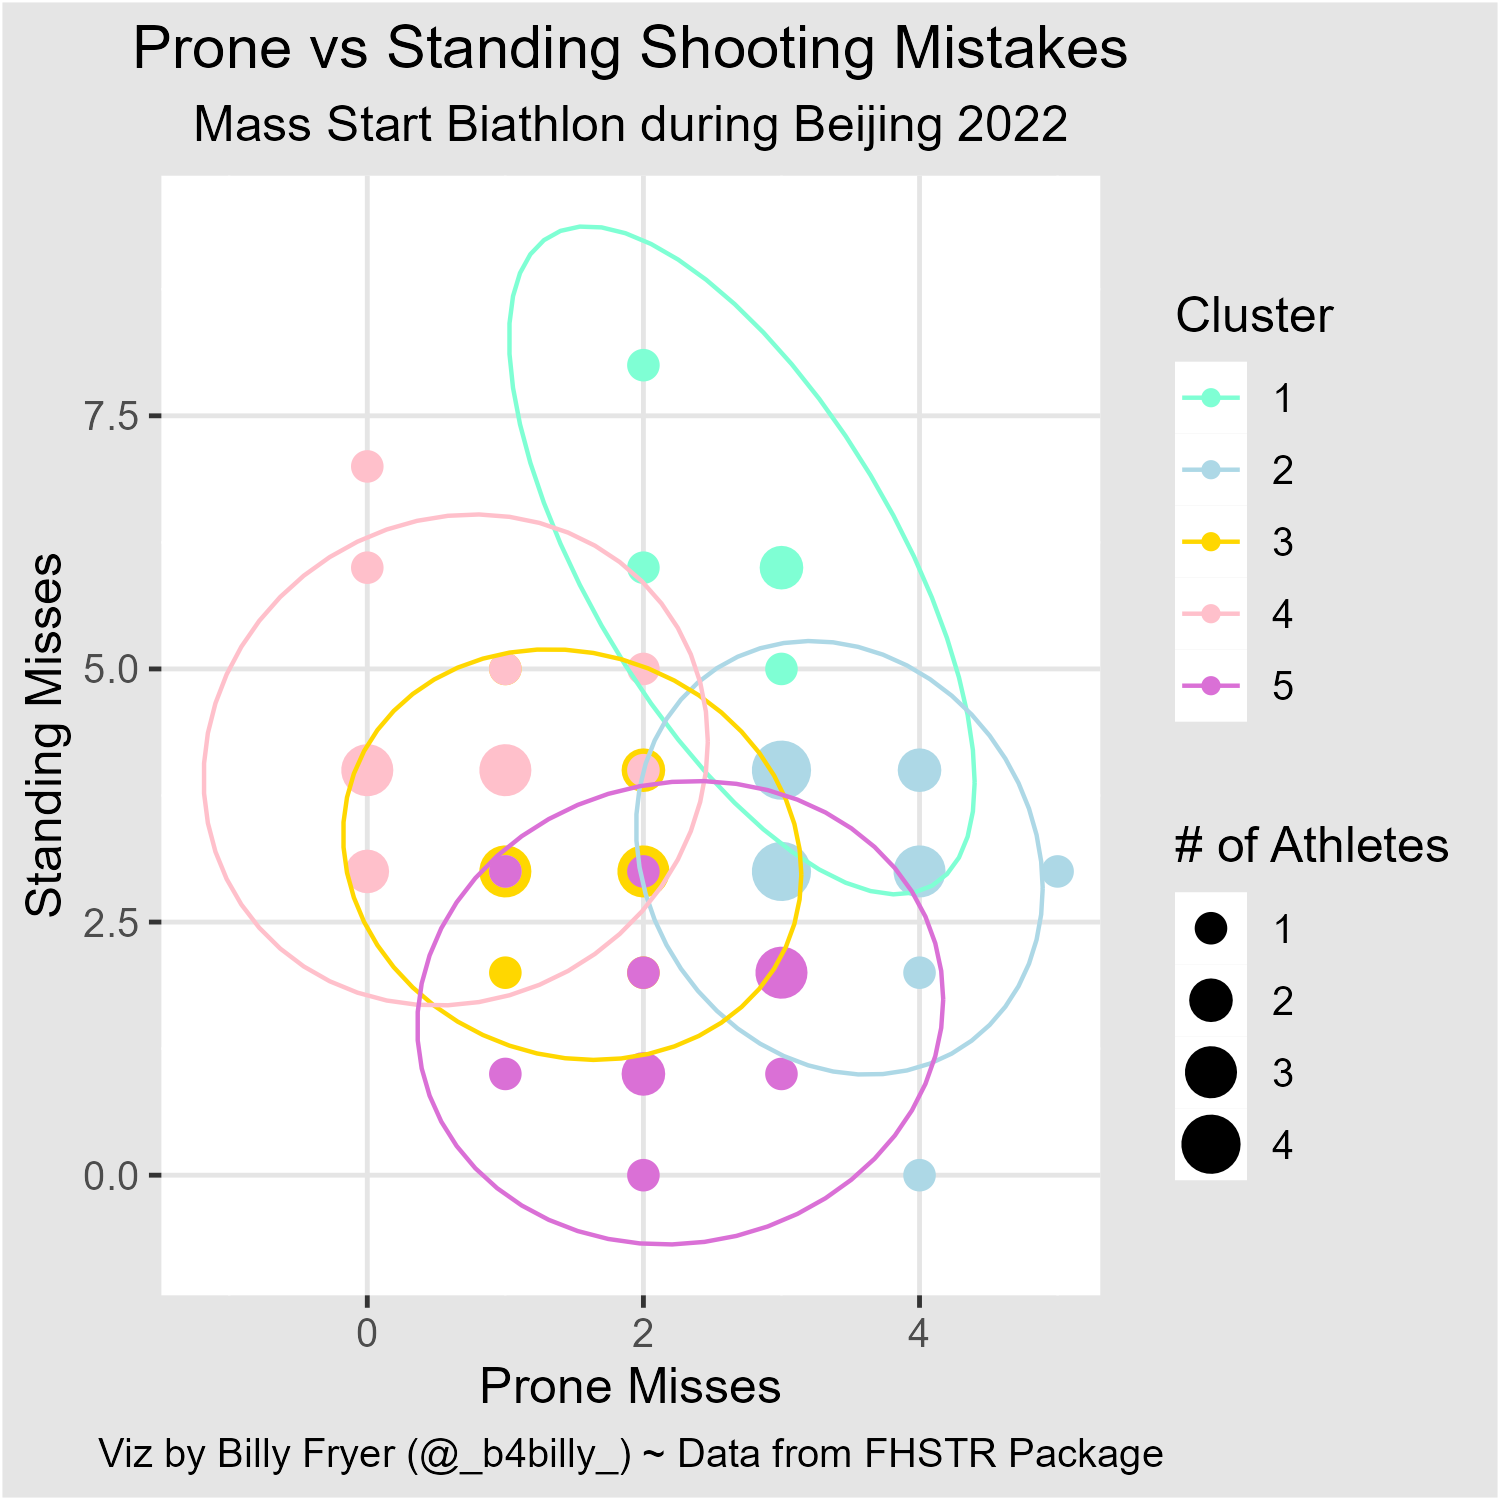 Prone vs Standing Shooting Mistakes
Mass Start Biathlon during Beijing 2022
Standing Misses
7.5
5.0
2.5
0.0
0 2 4
Prone Misses
Cluster
1
2
3
4
5
# of Athletes
1
2
3
4
Viz by Billy Fryer (@_b4billy_) ~ Data from FHSTR Package